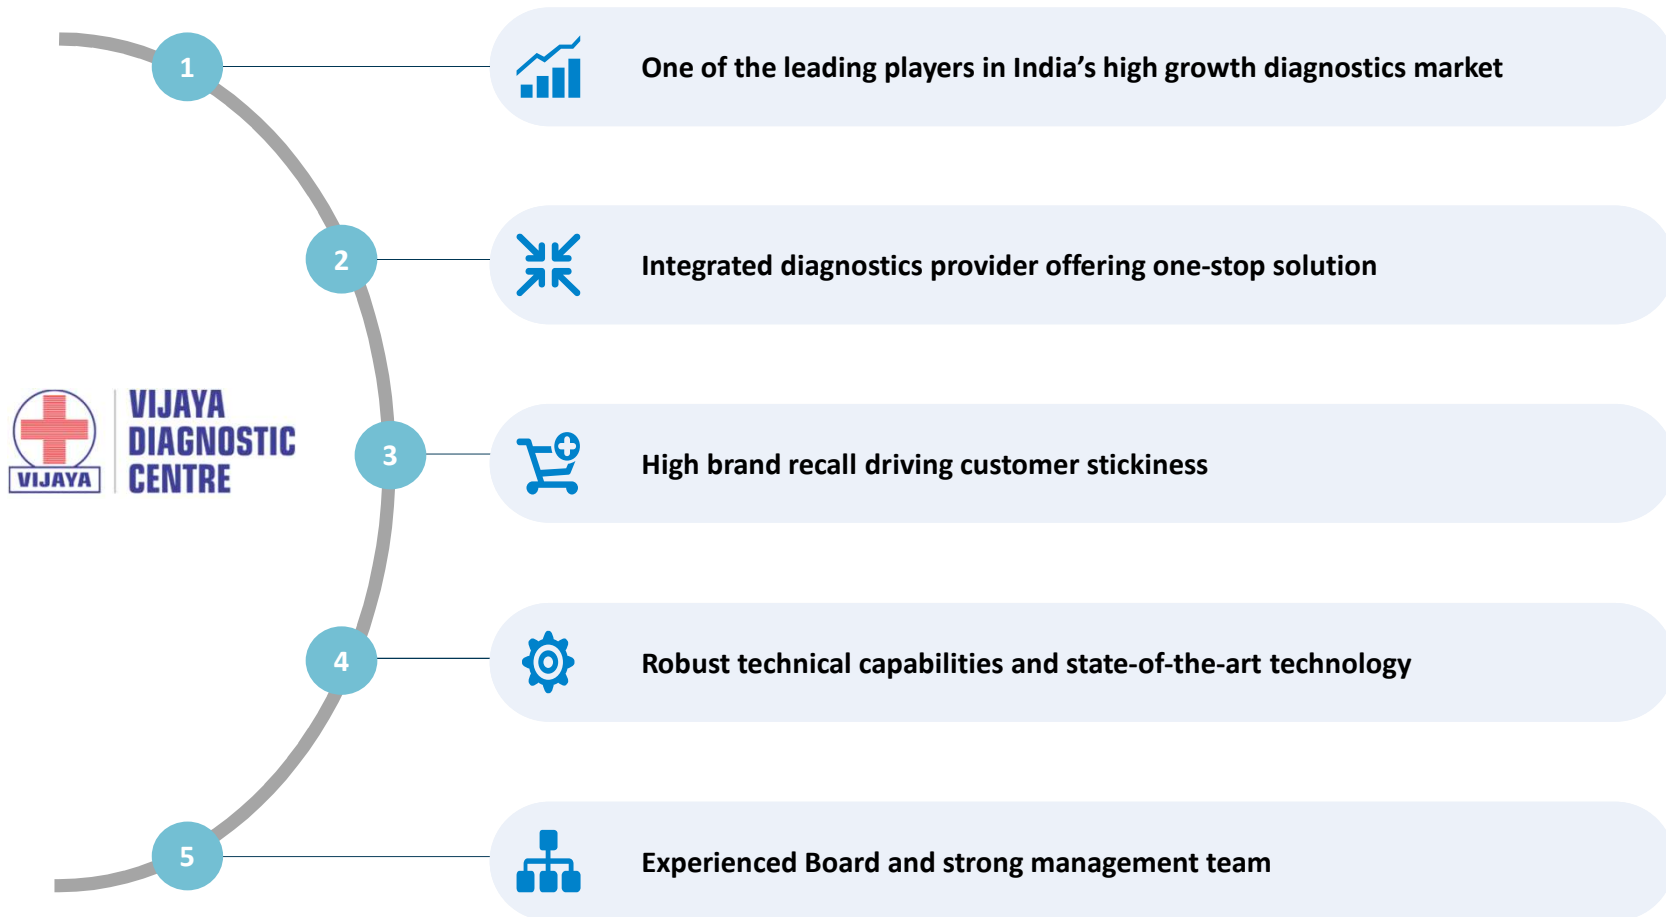 1
One of the leading players in India’s high growth diagnostics market
2
Integrated diagnostics provider offering one-stop solution
VIJAYA
VIJAYA
DIAGNOSTIC
CENTRE
3
High brand recall driving customer stickiness
4
Robust technical capabilities and state-of-the-art technology
5
Experienced Board and strong management team